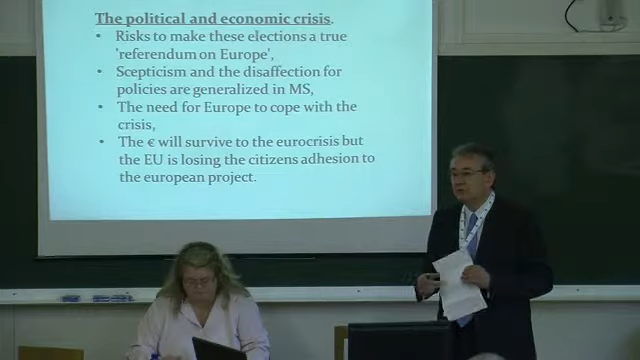 The political and economic crisis.
• Risks to make these elections a true
'referendum on Europe',
• Scepticism and the disaffection for
policies are generalized in MS,
• The need for Europe to cope with the
crisis,
• The € will survive to the eurocrisis but
the EU is losing the citizens adhesion to
the european project.